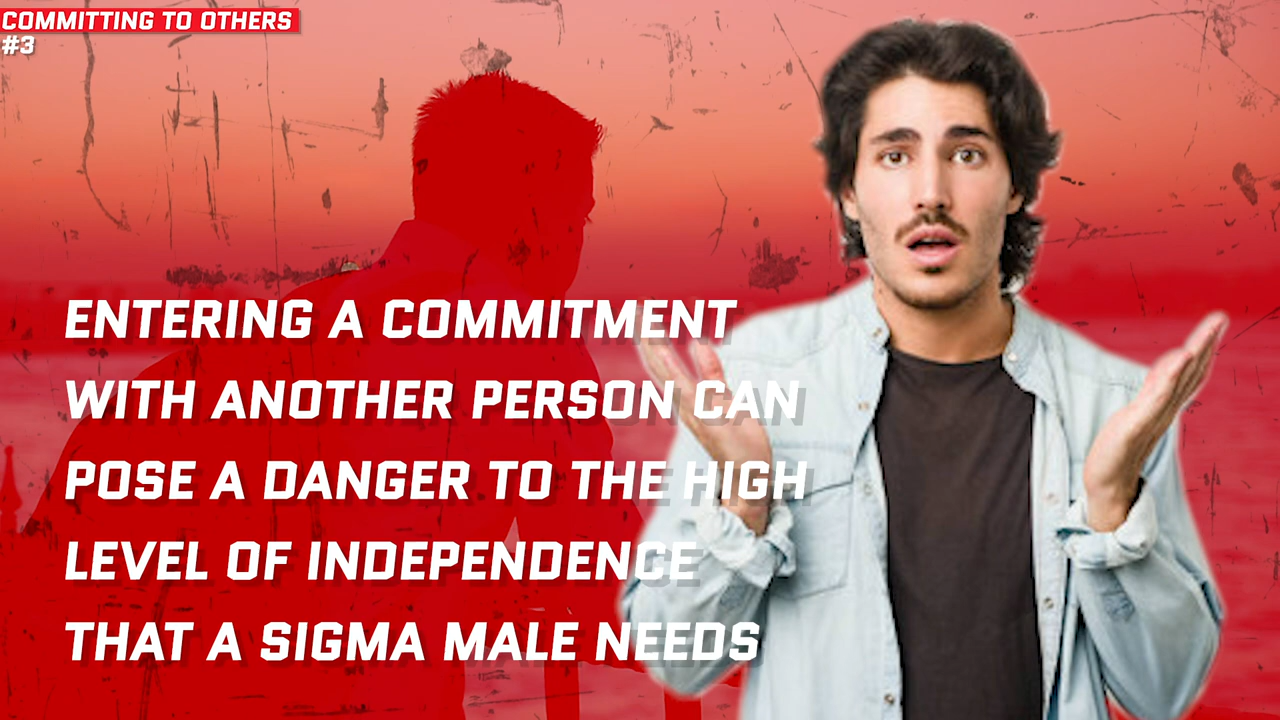 COMMITTING TO OTHERS
#3
ENTERING A COMMITMENT
WITH ANOTHER PERSON CAN
POSE A DANGER TO THE HIGH
LEVEL OF INDEPENDENCE
THAT A SIGMA MALE NEEDS